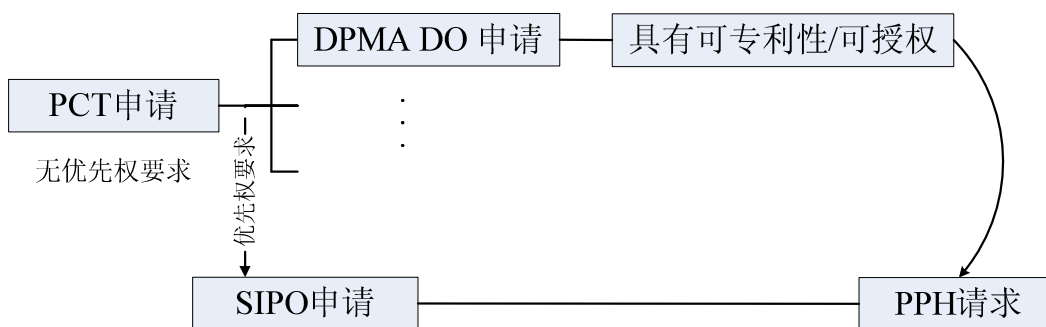 DPMA DO 申请
具有可专利性/可授权
PCT申请
无优先权要求
优先权要求
SIPO申请
PPH请求